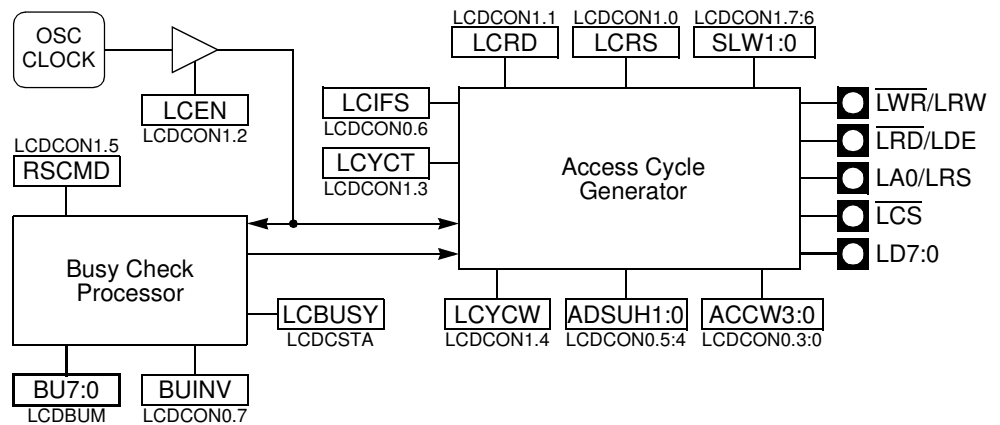 OSC
CLOCK
LCEN
LCDCON1.2
LCDCON1.1
LCRD
LCDCON1.0
LCRS
LCDCON1.7:6
SLW1:0
LCIFS
LCDCON0.6
LCYCT
LCDCON1.3
LCDCON1.5
RSCMD
Access Cycle
Generator
LWR/LRW
LRD/LDE
LA0/LRS
LCS
LD7:0
Busy Check
Processor
LCBUSY
LCDCSTA
LCYCW
LCDCON1.4
ADSUH1:0
LCDCON0.5:4
ACCW3:0
LCDCON0.3:0
BU7:0
LCDBUM
BUINV
LCDCON0.7